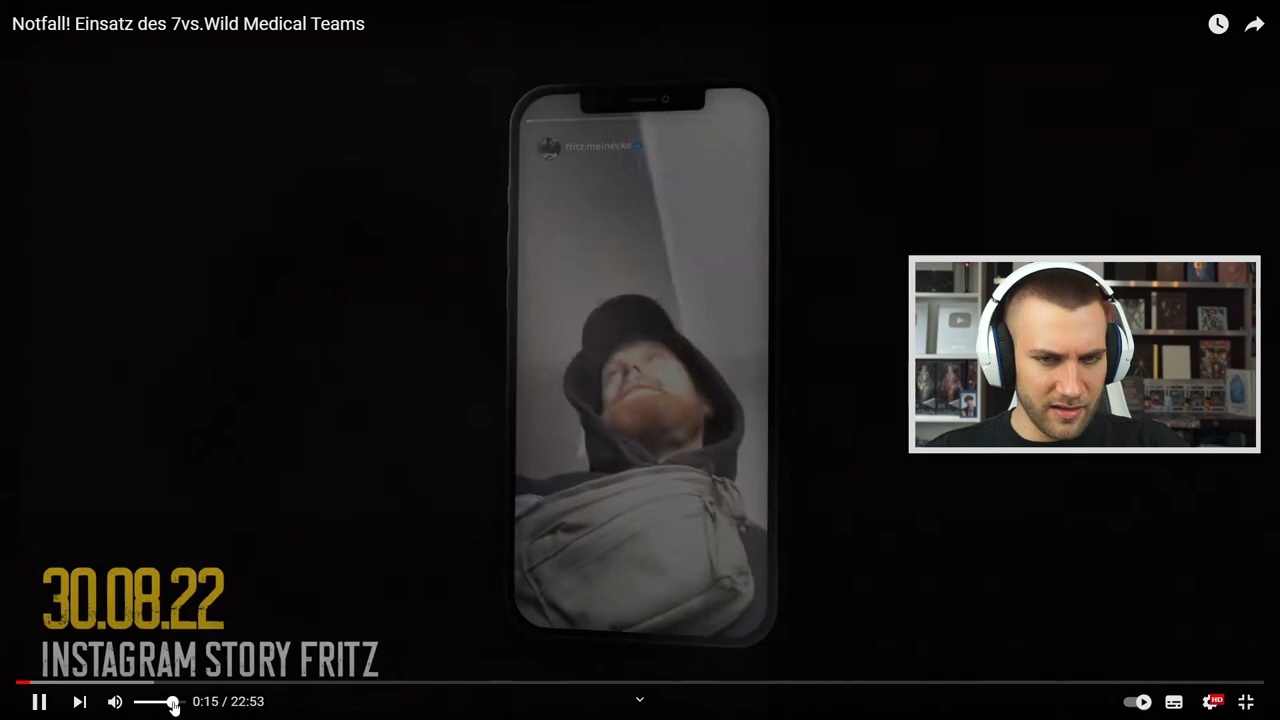 Notfall! Einsatz des 7vs.Wild Medical Teams
fritz.meinecke
30.08.22
INSTAGRAM STORY FRITZ
0:15 / 22:53
HD